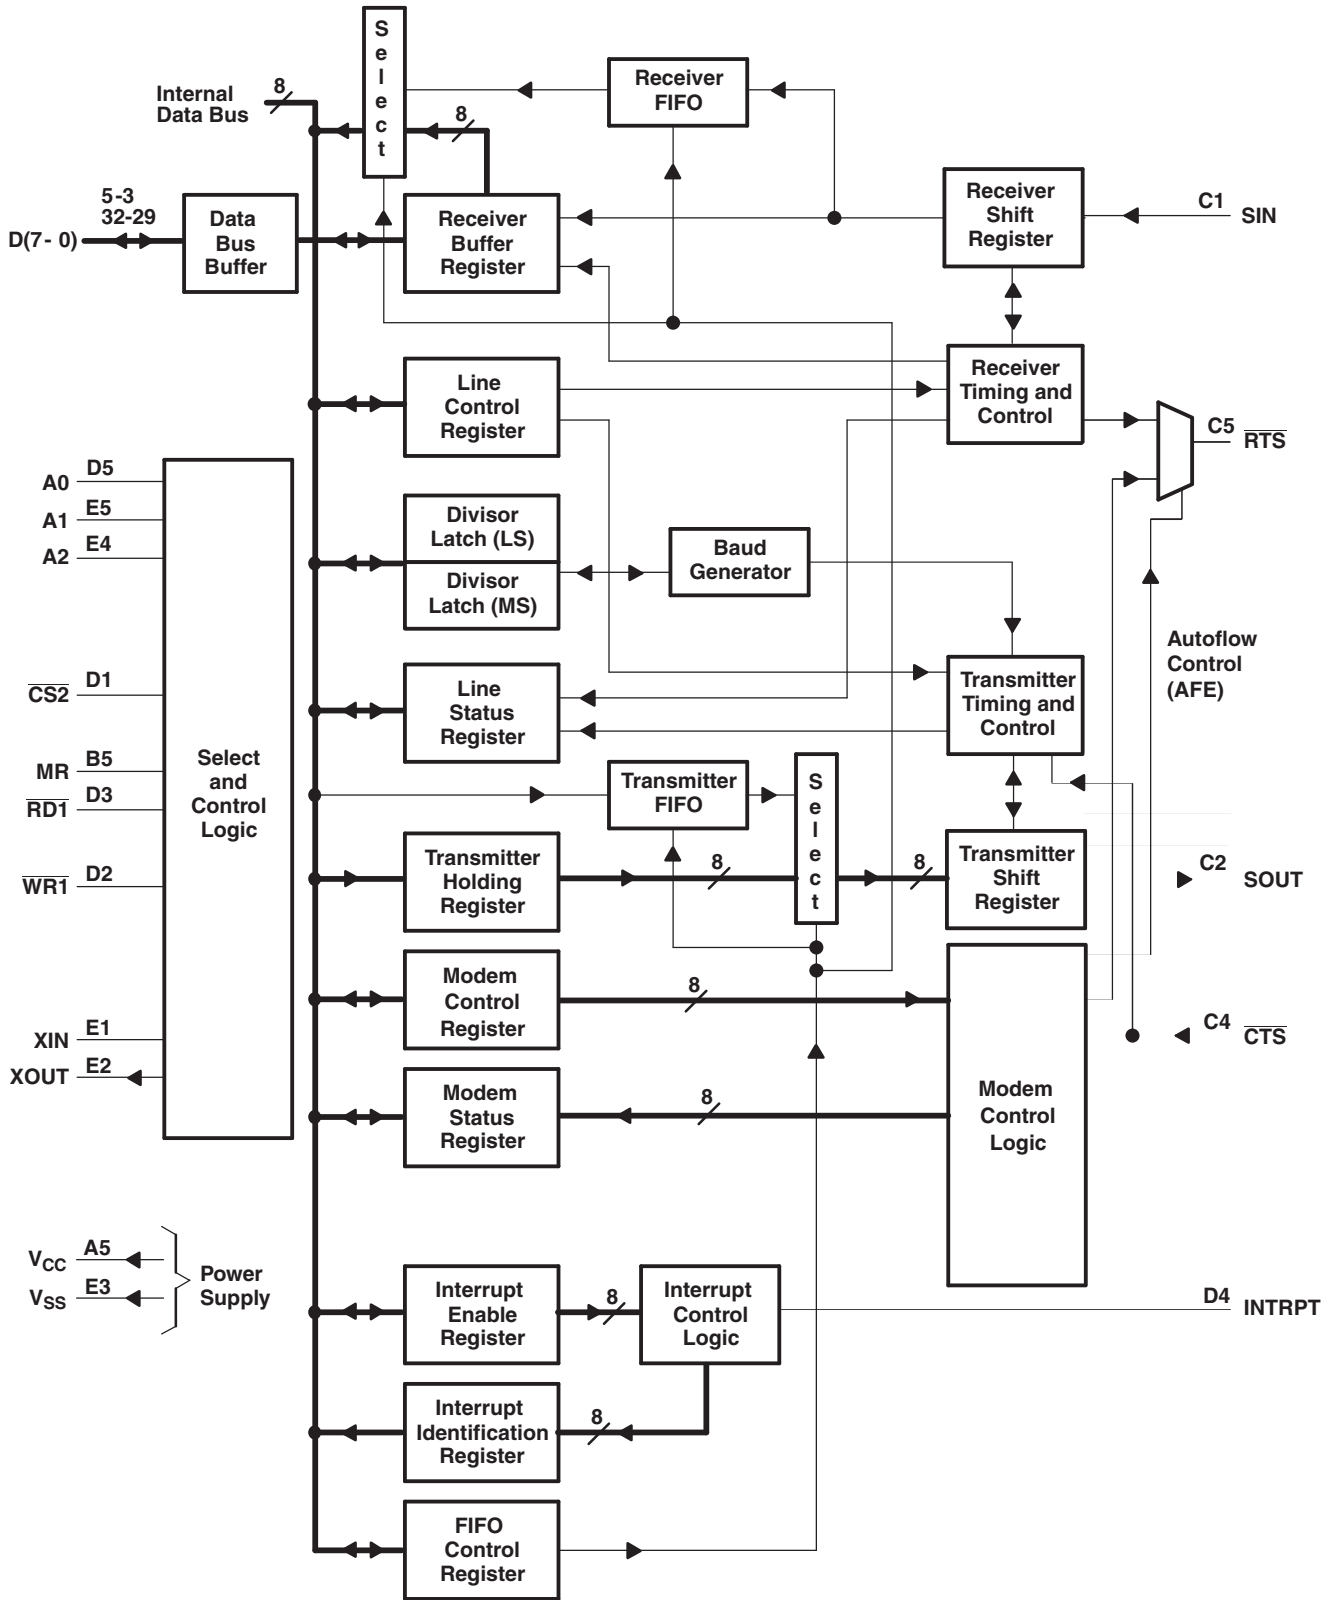 S
e
l
e
c
t
8
Internal
Data Bus
Receiver
FIFO
8
5-3
32-29
D(7- 0)
Data
Bus
Buffer
Receiver
Buffer
Register
Receiver
Shift
Register
C1
SIN
Line
Control
Register
Receiver
Timing and
Control
C5
RTS
A0
D5
A1
E5
A2
E4
Divisor
Latch (LS)
Divisor
Latch (MS)
Baud
Generator
Autoflow
Control
(AFE)
CS2
D1
Line
Status
Register
Transmitter
Timing and
Control
MR
B5
RD1
D3
WR1
D2
Select
and
Control
Logic
Transmitter
FIFO
S
e
l
e
c
t
Transmitter
Holding
Register
8
8
Transmitter
Shift
Register
C2
SOUT
Modem
Control
Register
8
XIN
E1
XOUT
E2
C4
CTS
Modem
Status
Register
8
Modem
Control
Logic
VCC
A5
VSS
E3
Power
Supply
Interrupt
Enable
Register
8
Interrupt
Control
Logic
D4
INTRPT
Interrupt
Identification
Register
8
FIFO
Control
Register